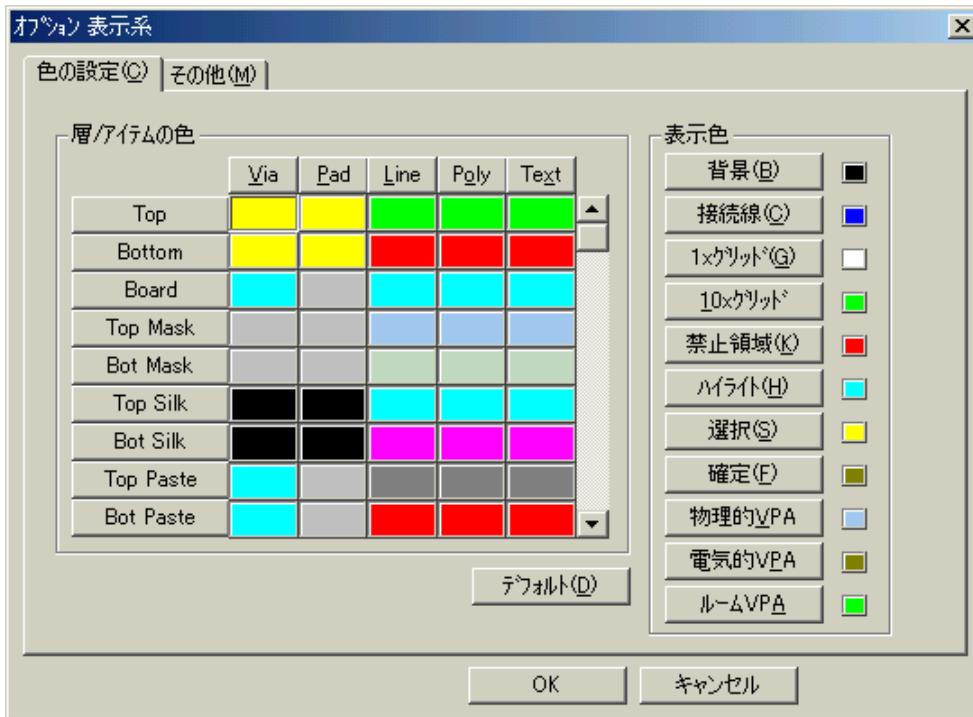 ｵﾌﾟｼｮﾝ 表示系
色の設定(C)
その他(M)
層/ｱｲﾃﾑの色
Via Pad Line Poly Text
Top
Bottom
Board
Top Mask
Bot Mask
Top Silk
Bot Silk
Top Paste
Bot Paste
ﾃﾞﾌｫﾙﾄ(D)
表示色
背景(B)
接続線(C)
1xｸﾞﾘｯﾄﾞ(G)
10xｸﾞﾘｯﾄﾞ
禁止領域(K)
ﾊｲﾗｲﾄ(H)
選択(S)
確定(F)
物理的VPA
電気的VPA
ﾙｰﾑVPA
OK
キャンセル